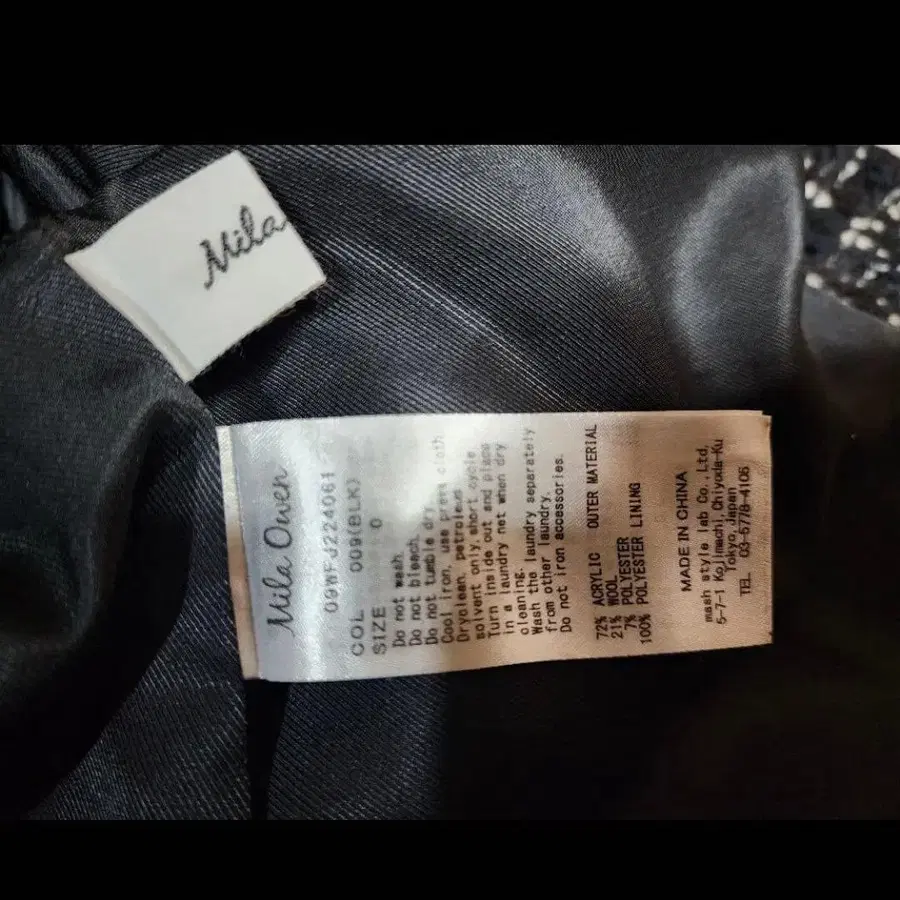 Mila
Mila Owen
09WFJ224061
COL 009(BLK)
SIZE 0
Do not wash.
Do not bleach.
Do not tumble dry.
Cool iron, use press cloth
Dryclean, petroleum
solvent only, short cycle
Turn inside out and place
in a laundry net when dry
cleaning.
Wash the laundry separately
from other laundry.
Do not iron accessories.
72% ACRYLIC OUTER MATERIAL
21% WOOL
7% POLYESTER
100% POLYESTER LINING
MADE IN CHINA
mash style lab Co., Ltd.
5-7-1 Kojimachi, Chiyoda-Ku
Tokyo, Japan
TEL 03-5778-4106